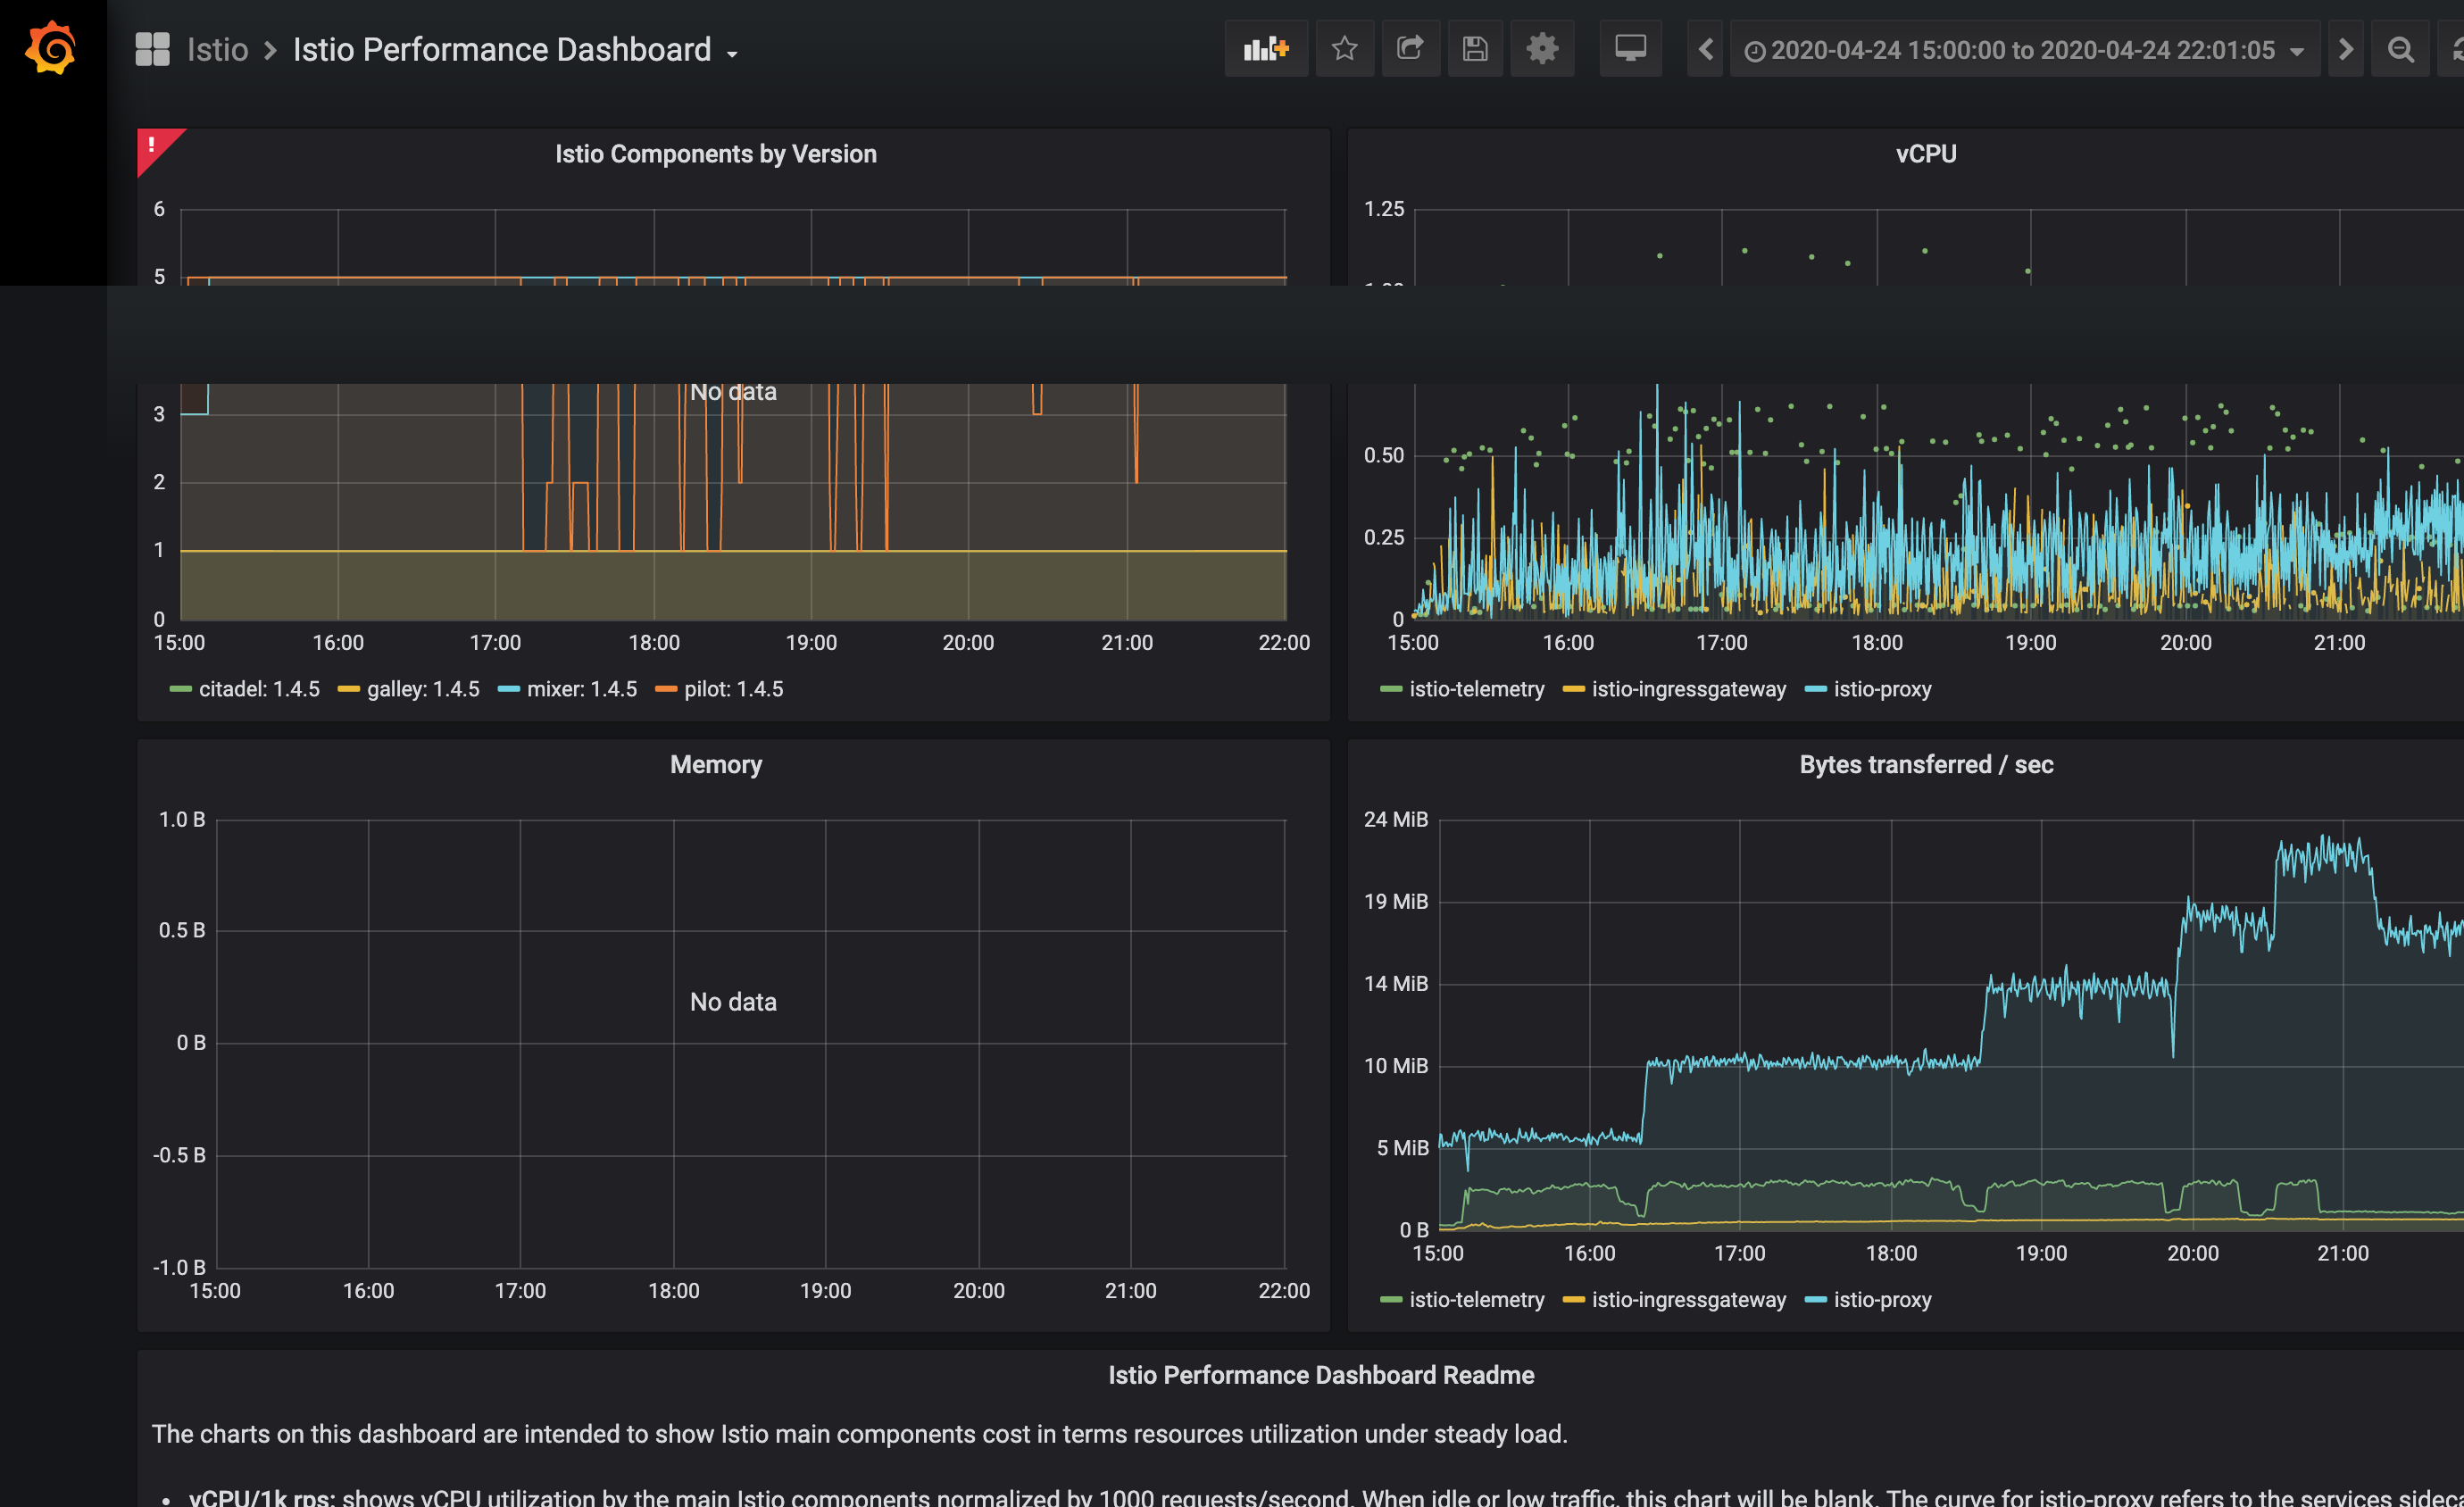 Istio > Istio Performance Dashboard
2020-04-24 15:00:00 to 2020-04-24 22:01:05
!
Istio Components by Version
6
5
No data
3
2
1
0
15:00 16:00 17:00 18:00 19:00 20:00 21:00 22:00
citadel: 1.4.5 galley: 1.4.5 mixer: 1.4.5 pilot: 1.4.5
vCPU
1.25
0.50
0.25
0
15:00 16:00 17:00 18:00 19:00 20:00 21:00
istio-telemetry istio-ingressgateway istio-proxy
Memory
1.0 B
0.5 B
No data
0 B
-0.5 B
-1.0 B
15:00 16:00 17:00 18:00 19:00 20:00 21:00 22:00
Bytes transferred / sec
24 MiB
19 MiB
14 MiB
10 MiB
5 MiB
0 B
15:00 16:00 17:00 18:00 19:00 20:00 21:00
istio-telemetry istio-ingressgateway istio-proxy
Istio Performance Dashboard Readme
The charts on this dashboard are intended to show Istio main components cost in terms resources utilization under steady load.
• vCPU/1k rps: shows vCPU utilization by the main Istio components normalized by 1000 requests/second. When idle or low traffic, this chart will be blank. The curve for istio-proxy refers to the services